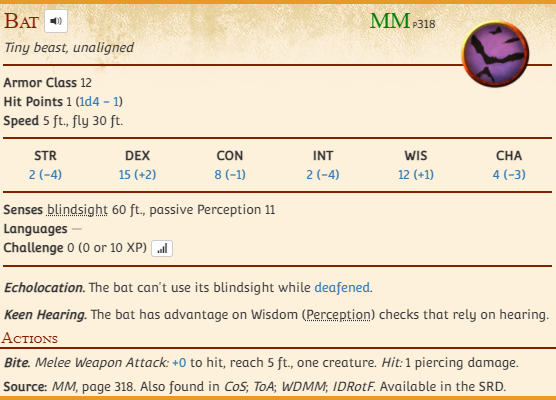 Bat MM p318
Tiny beast, unaligned
Armor Class 12
Hit Points 1 (1d4 − 1)
Speed 5 ft., fly 30 ft.
STR DEX CON INT WIS CHA
2 (−4) 15 (+2) 8 (−1) 2 (−4) 12 (+1) 4 (−3)
Senses blindsight 60 ft., passive Perception 11
Languages —
Challenge 0 (0 or 10 XP)
Echolocation. The bat can't use its blindsight while deafened.
Keen Hearing. The bat has advantage on Wisdom (Perception) checks that rely on hearing.
Actions
Bite. Melee Weapon Attack: +0 to hit, reach 5 ft., one creature. Hit: 1 piercing damage.
Source: MM, page 318. Also found in CoS; ToA; WDMM; IDRotF. Available in the SRD.